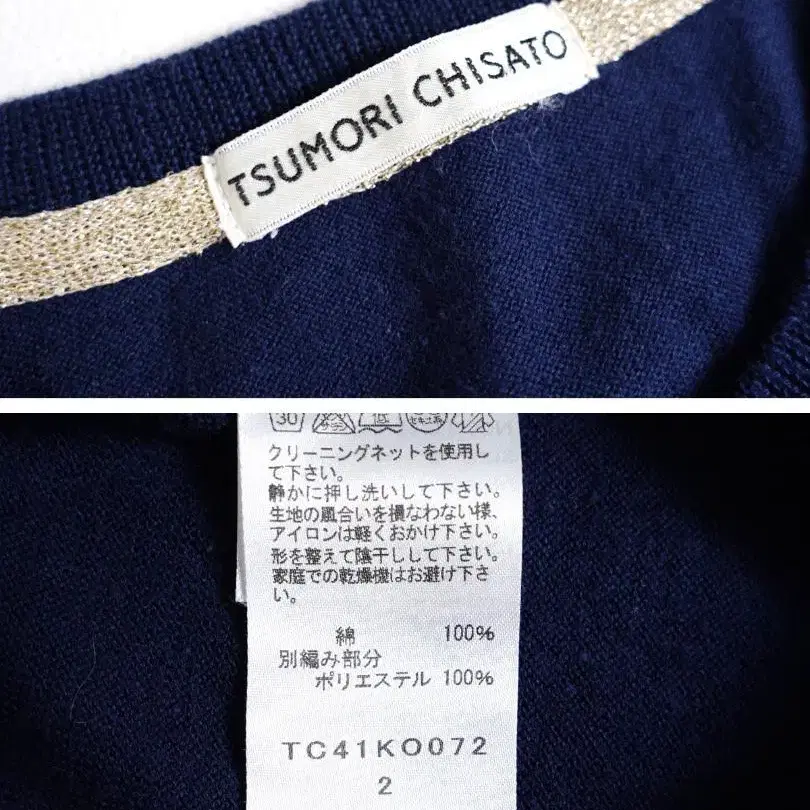 TSUMORI CHISATO
30
クリーニングネットを使用し
て下さい。
静かに押し洗いして下さい。
生地の風合いを損なわない様、
アイロンは軽くおかけ下さい。
形を整えて陰干しして下さい。
家庭での乾燥機はお避け下さ
い。
綿 100%
別編み部分
ポリエステル 100%
TC41KO072
2